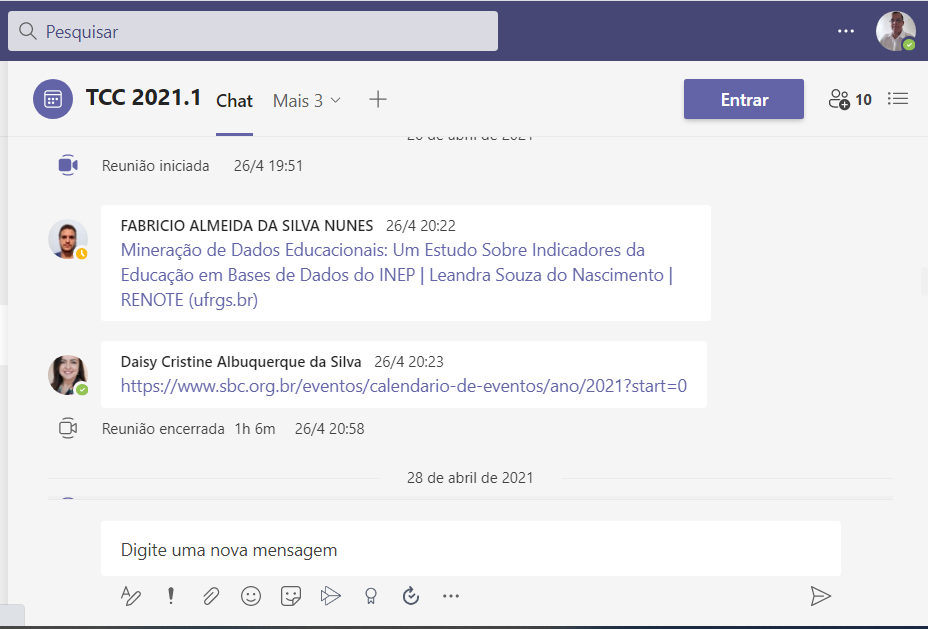 Pesquisar
TCC 2021.1 Chat Mais 3 Entrar 10
26 de abril de 2021
Reunião iniciada 26/4 19:51
FABRICIO ALMEIDA DA SILVA NUNES 26/4 20:22
Mineração de Dados Educacionais: Um Estudo Sobre Indicadores da
Educação em Bases de Dados do INEP | Leandra Souza do Nascimento |
RENOTE (ufrgs.br)
Daisy Cristine Albuquerque da Silva 26/4 20:23
https://www.sbc.org.br/eventos/calendario-de-eventos/ano/2021?start=0
Reunião encerrada 1h 6m 26/4 20:58
28 de abril de 2021
Digite uma nova mensagem